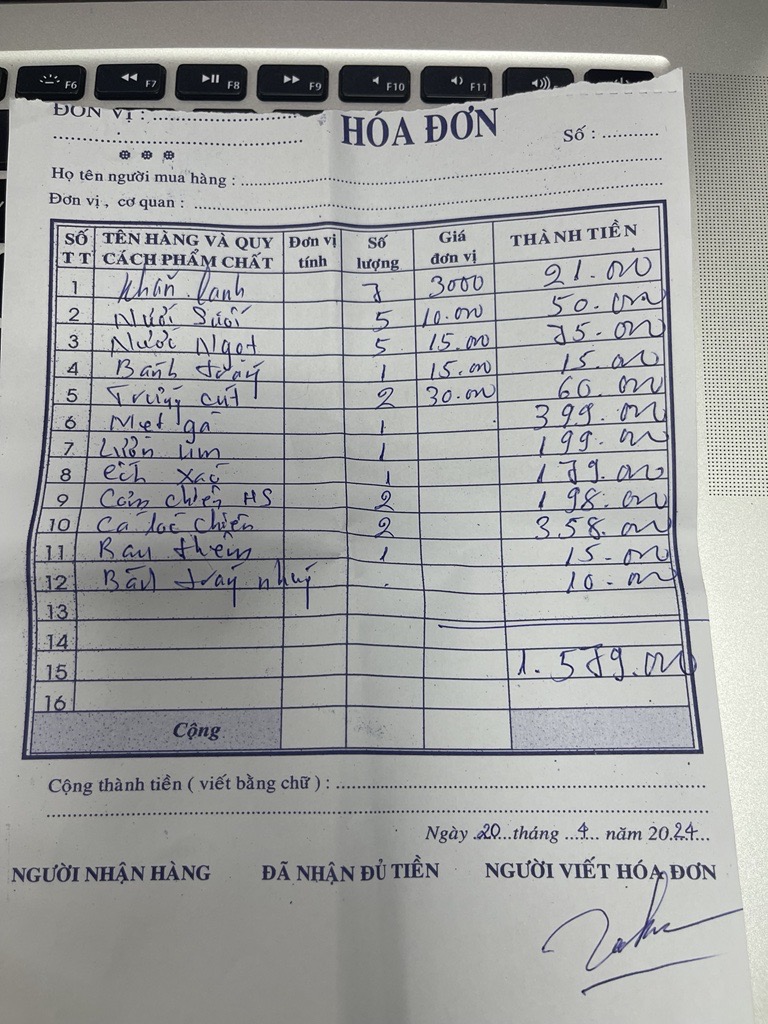 F6 F7 F8 F9 F10 F11
ĐƠN VỊ :
HÓA ĐƠN
Số :
Họ tên người mua hàng :
Đơn vị , cơ quan :
SỐ TT TÊN HÀNG VÀ QUY CÁCH PHẨM CHẤT Đơn vị tính Số lượng Giá đơn vị THÀNH TIỀN
1 Khăn lạnh 7 3000 21.000
2 Nước Suối 5 10.000 50.000
3 Nước Ngọt 5 15.000 75.000
4 Bánh tráng 1 15.000 15.000
5 Trứng cút 2 30.000 60.000
6 Mẹt gà 1 399.000
7 Lươn um 1 199.000
8 ếch xào 1 179.000
9 Cơm chiên HS 2 198.000
10 Cá lóc chiên 2 358.000
11 Rau thêm 1 15.000
12 Bánh tráng nhúng 10.000
13
14
15 1.579.000
16
Cộng
Cộng thành tiền ( viết bằng chữ ) :
Ngày 20 tháng 4 năm 2024
NGƯỜI NHẬN HÀNG ĐÃ NHẬN ĐỦ TIỀN NGƯỜI VIẾT HÓA ĐƠN